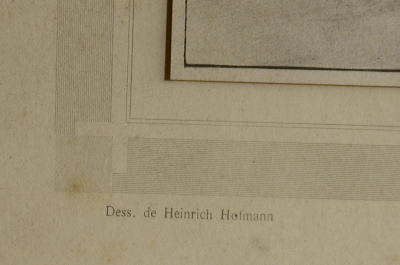 Dess. de Heinrich Hofmann